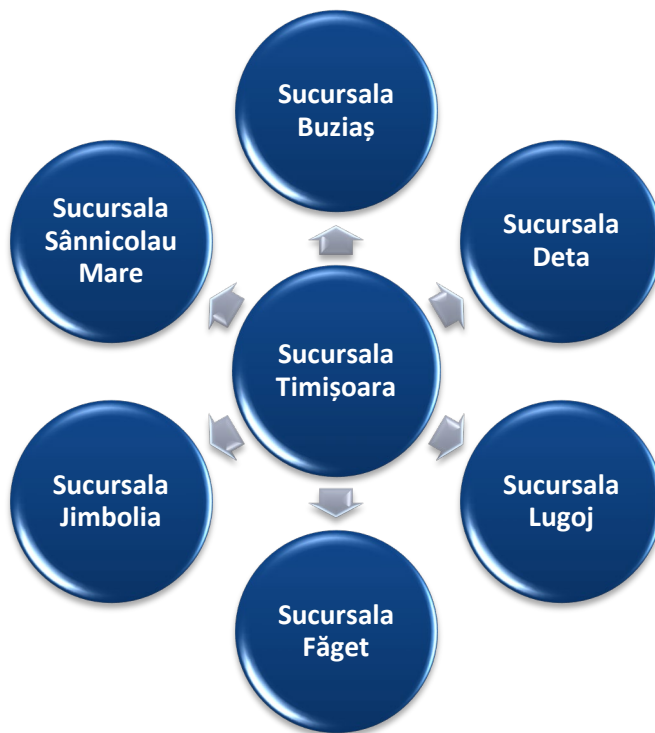 Sucursala
Buziaș
Sucursala
Sânnicolau
Mare
Sucursala
Deta
Sucursala
Timișoara
Sucursala
Jimbolia
Sucursala
Lugoj
Sucursala
Făget